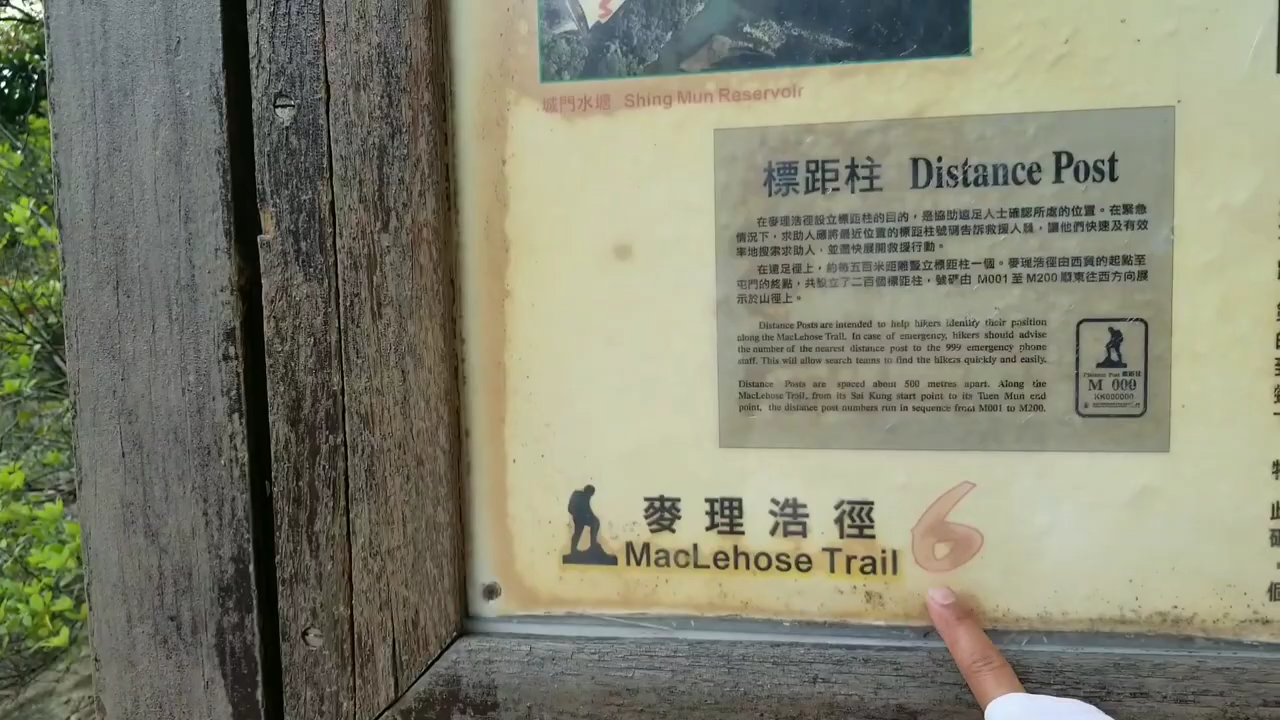 城門水塘 Shing Mun Reservoir
標距柱 Distance Post
在麥理浩徑設立標距柱的目的，是協助遠足人士確認所處的位置。在緊急
情況下，求助人應將最近位置的標距柱號碼告訴救援人員，讓他們快速及有效
率地搜索求助人，並盡快展開救援行動。
在遠足徑上，約每五百米距離豎立標距柱一個。麥理浩徑由西貢的起點至
屯門的終點，共設立了二百個標距柱，號碼由 M001 至 M200 順東往西方向展
示於山徑上。
Distance Posts are intended to help hikers identify their position
along the MacLehose Trail. In case of emergency, hikers should advise
the number of the nearest distance post to the 999 emergency phone
staff. This will allow search teams to find the hikers quickly and easily.
Distance Posts are spaced about 500 metres apart. Along the
MacLehose Trail, from its Sai Kung start point to its Tuen Mun end
point, the distance post numbers run in sequence from M001 to M200.
Distance Post 標距柱
M 000
KK000000
麥理浩徑 6
MacLehose Trail